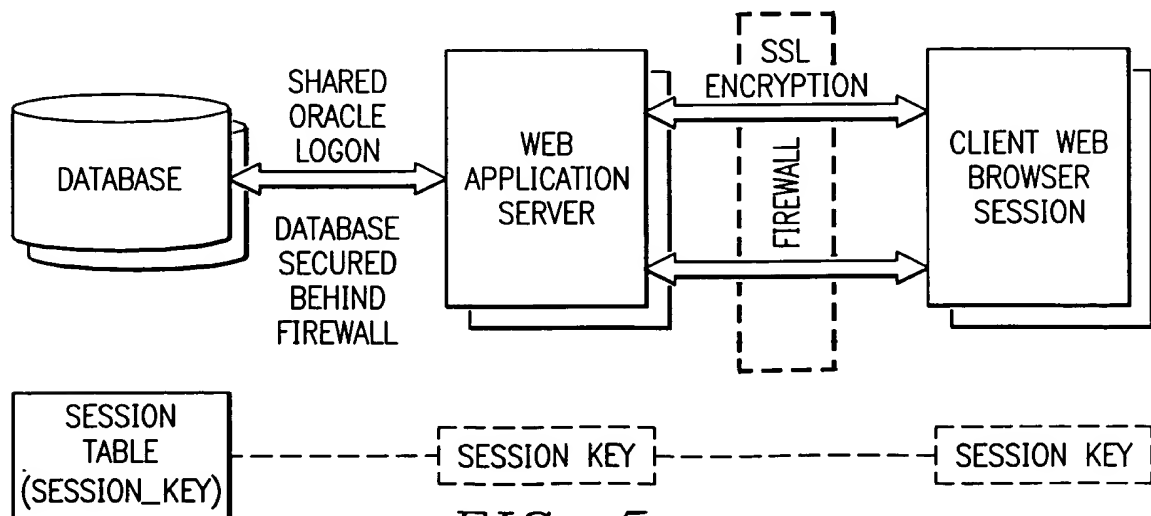 SHARED
ORACLE
LOGON
DATABASE
DATABASE
SECURED
BEHIND
FIREWALL
WEB
APPLICATION
SERVER
SSL
ENCRYPTION
FIREWALL
CLIENT WEB
BROWSER
SESSION
SESSION
TABLE
(SESSION_KEY)
SESSION KEY
SESSION KEY